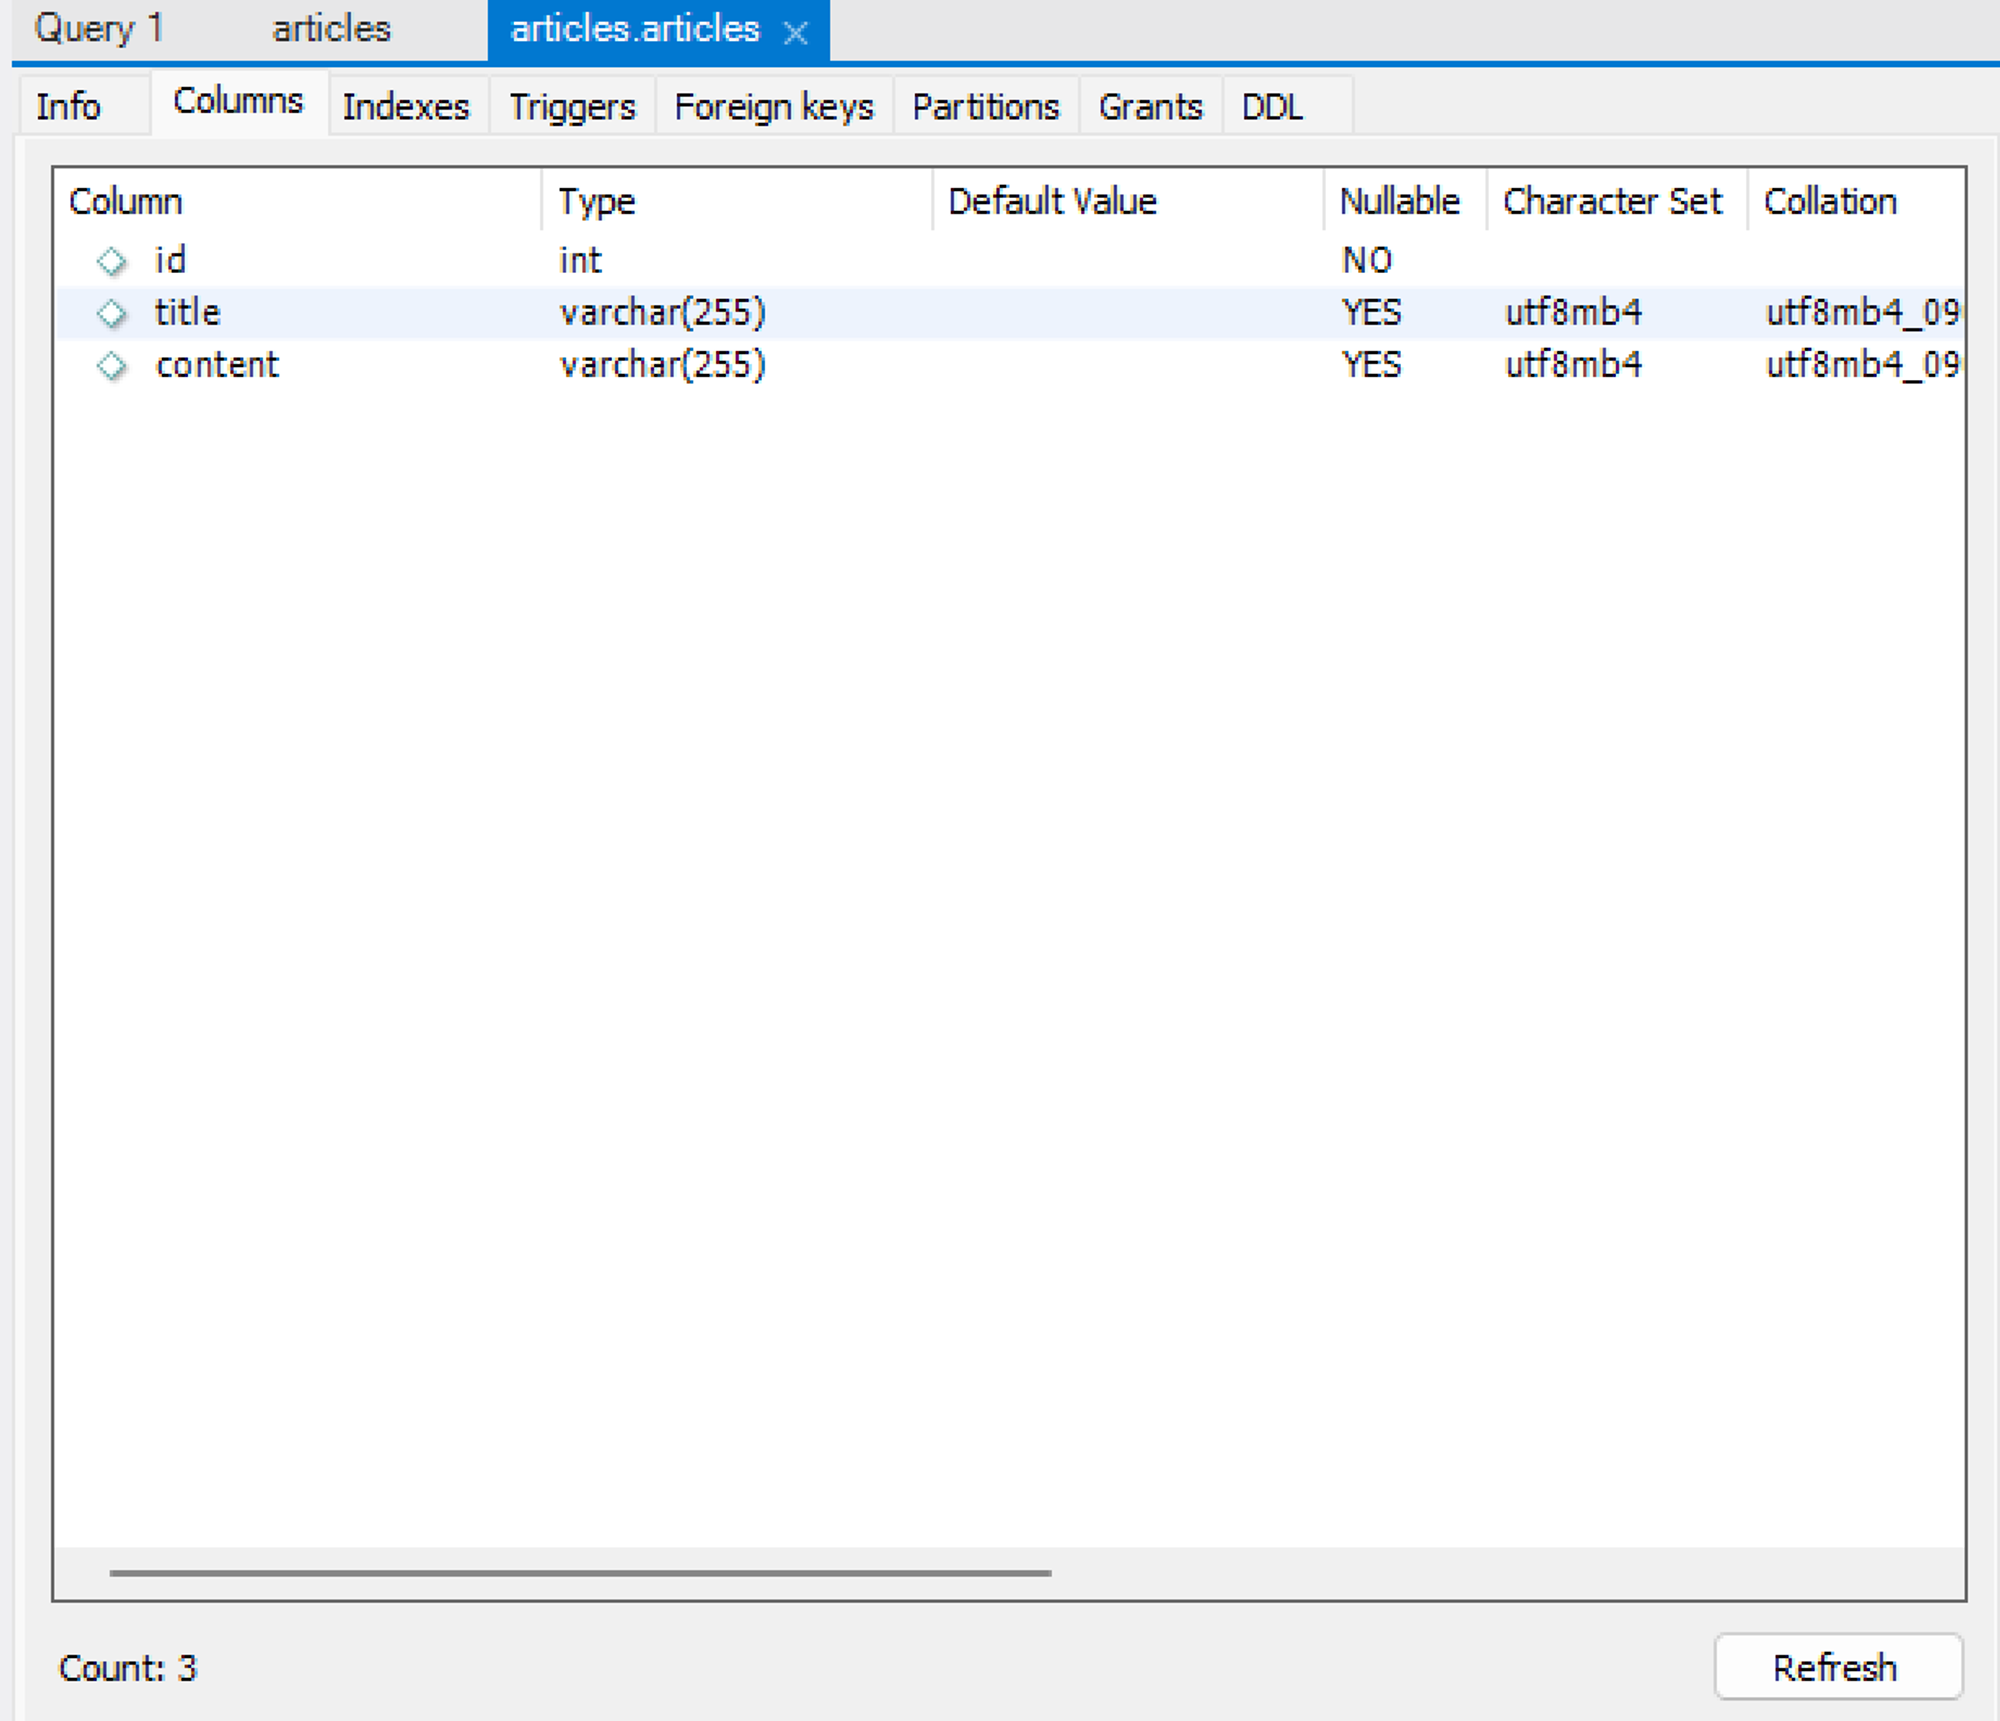 Query 1 articles articles.articles
Info Columns Indexes Triggers Foreign keys Partitions Grants DDL
Column Type Default Value Nullable Character Set Collation
id int NO
title varchar(255) YES utf8mb4 utf8mb4_09
content varchar(255) YES utf8mb4 utf8mb4_09
Count: 3 Refresh